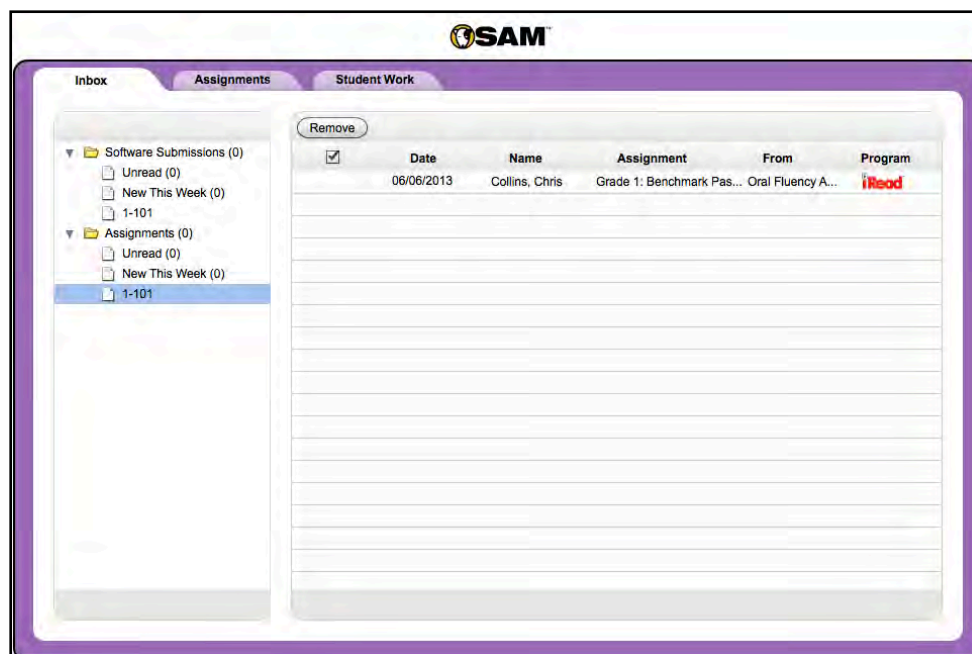 SAM™
Inbox Assignments Student Work
Remove
Software Submissions (0)
Unread (0)
New This Week (0)
1-101
Assignments (0)
Unread (0)
New This Week (0)
1-101
Date Name Assignment From Program
06/06/2013 Collins, Chris Grade 1: Benchmark Pas... Oral Fluency A... iRead